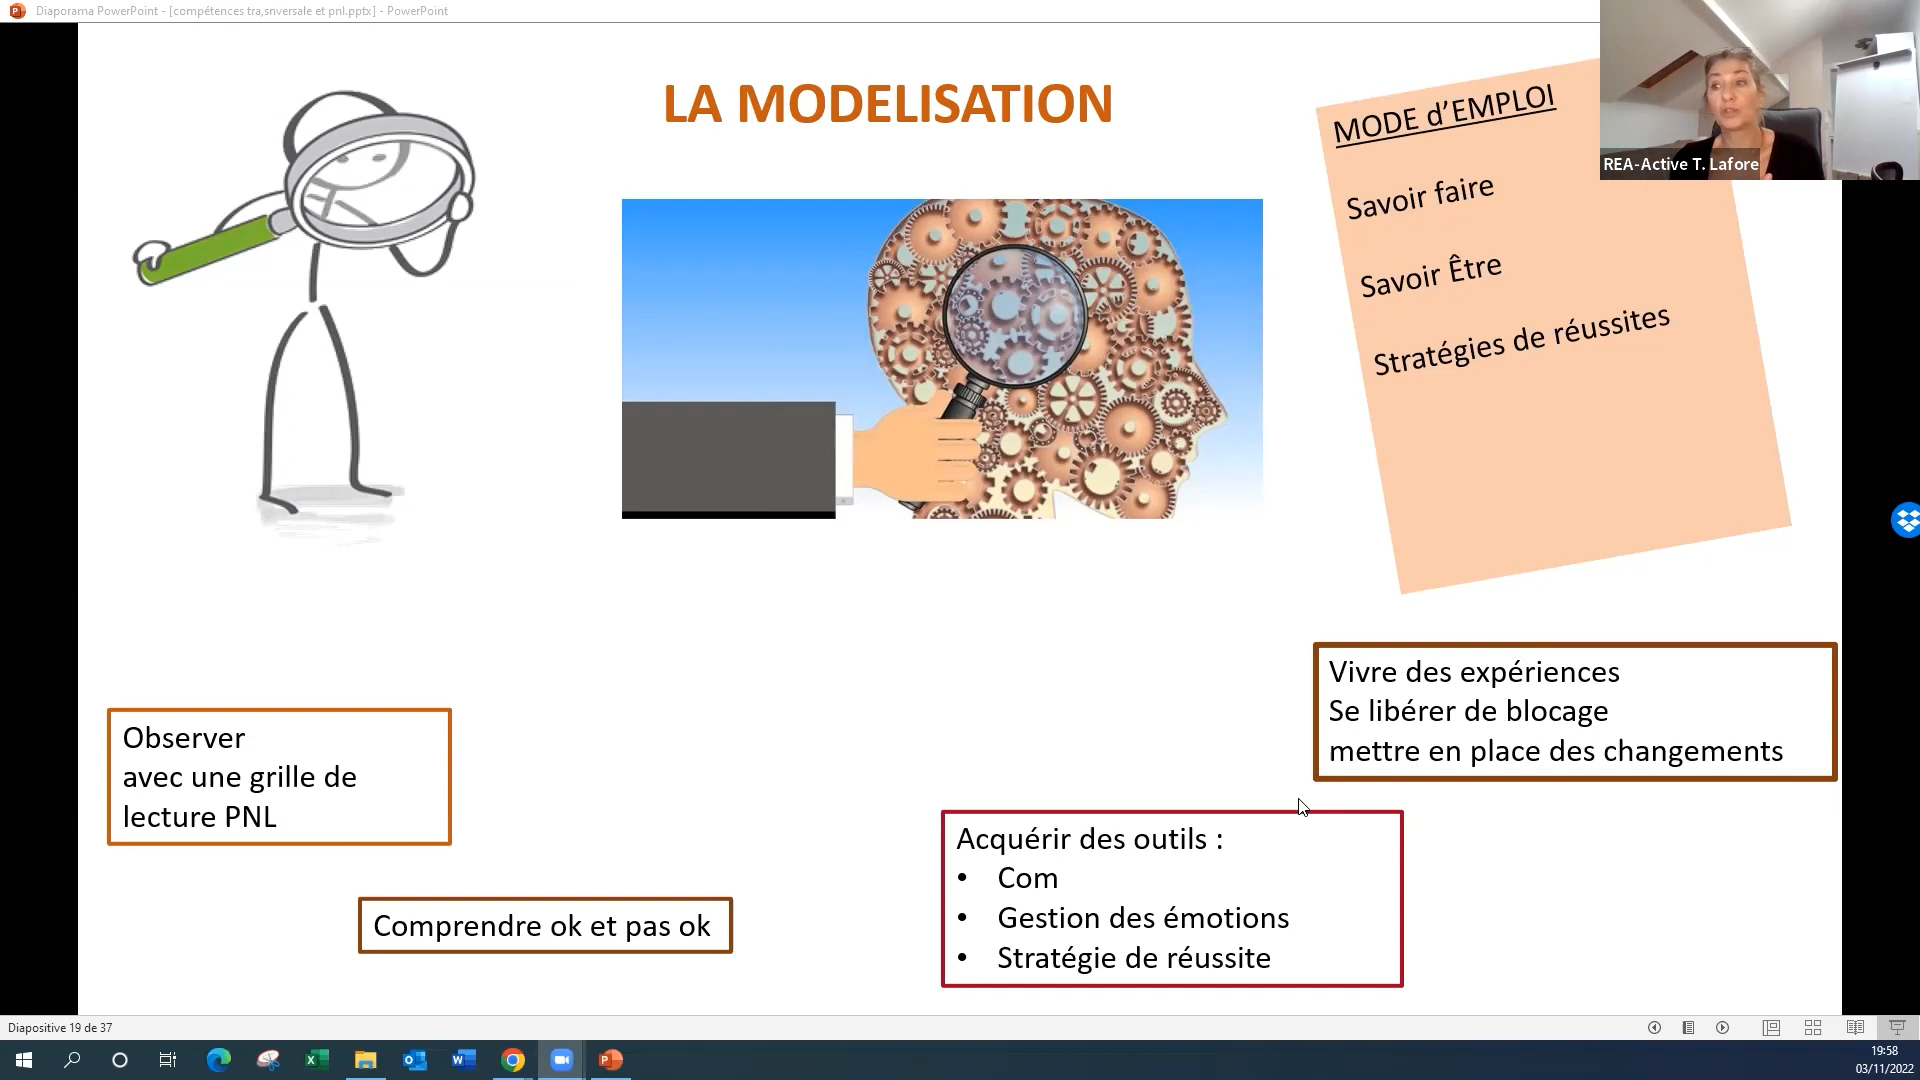 Diaporama PowerPoint - [compétences tra,snversale et pnl.pptx] - PowerPoint
LA MODELISATION
MODE d’EMPLOI
Savoir faire
Savoir Être
Stratégies de réussites
REA-Active T. Lafore
Observer
avec une grille de
lecture PNL
Comprendre ok et pas ok
Acquérir des outils :
• Com
• Gestion des émotions
• Stratégie de réussite
Vivre des expériences
Se libérer de blocage
mettre en place des changements
Diapositive 19 de 37
19:58
03/11/2022